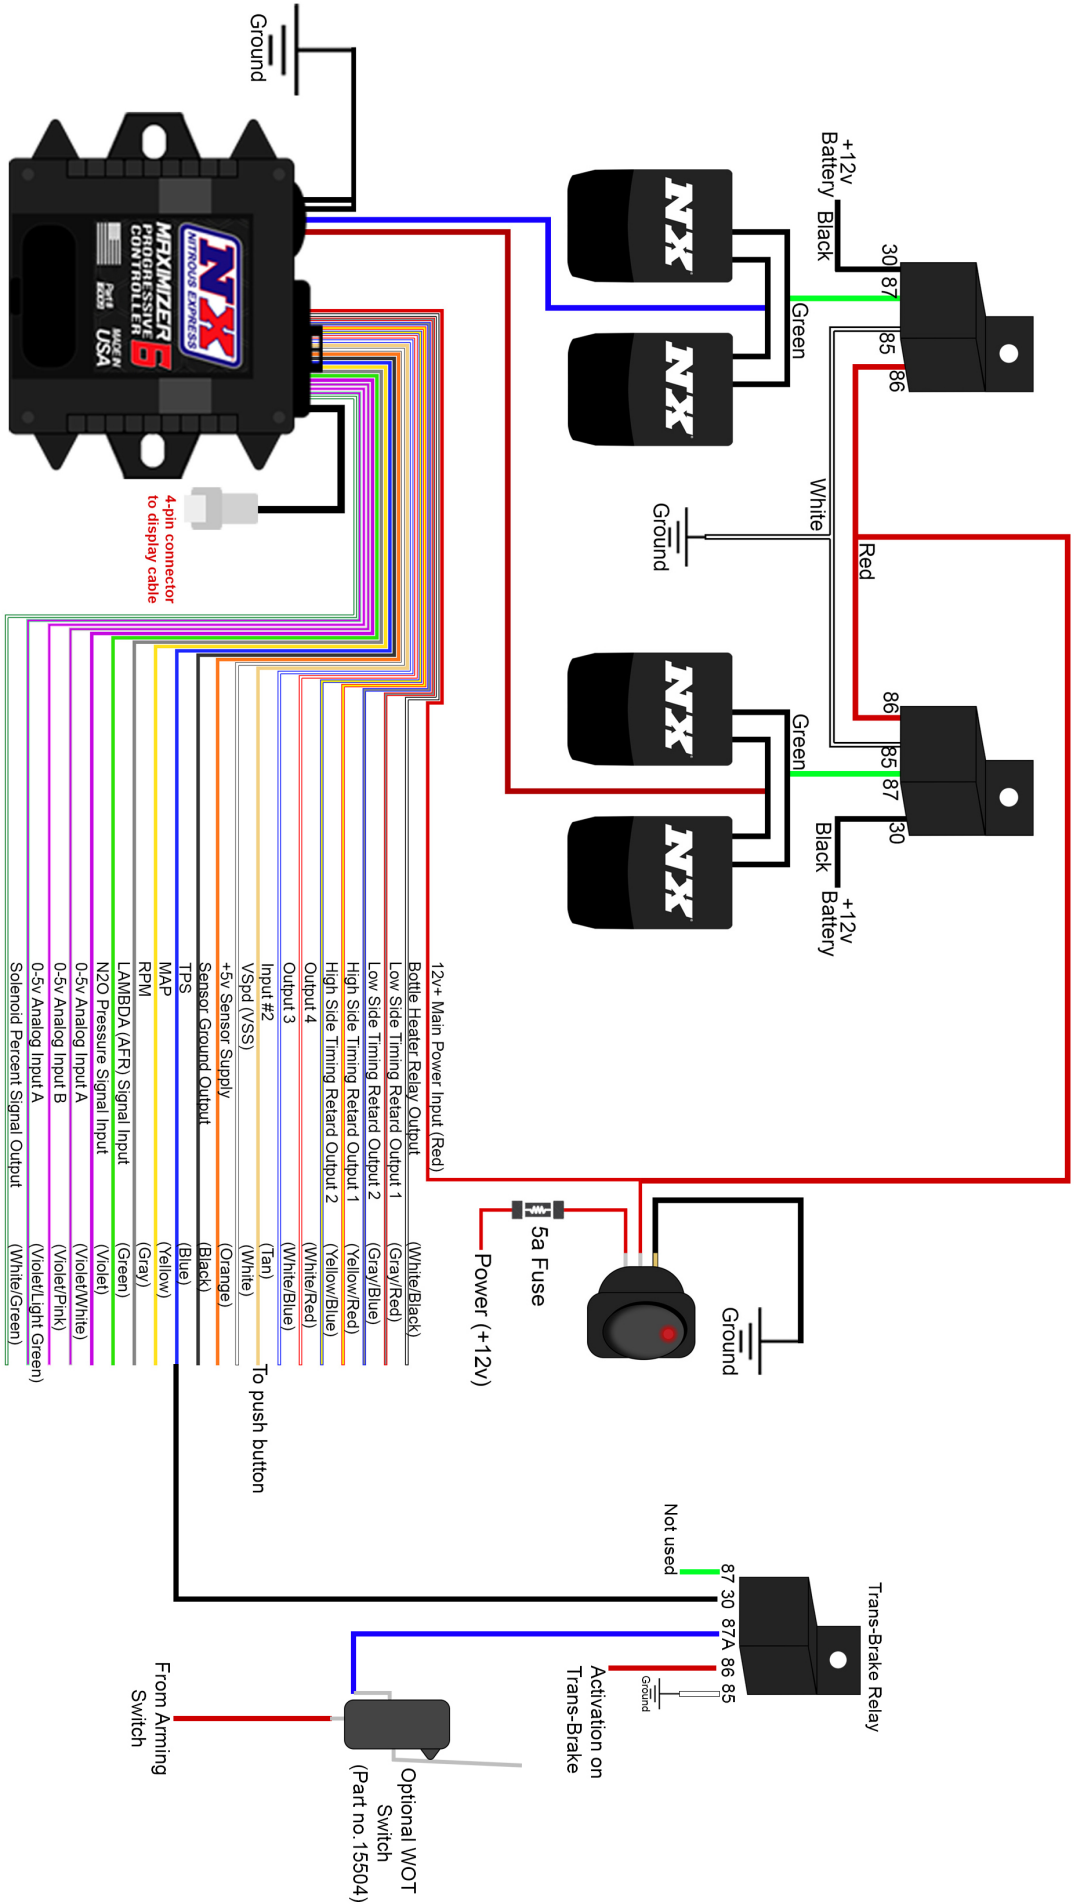 Ground
NX
NITROUS EXPRESS
MAXIMIZER 6
PROGRESSIVE
CONTROLLER
MADE IN
USA
4-pin connector
to display cable
+12v
Battery
Black
30
87
85
86
Green
NX
NX
White
Red
Ground
86
85
87
30
Green
NX
NX
Black
+12v
Battery
12v+ Main Power Input (Red)
Bottle Heater Relay Output (White/Black)
Low Side Timing Retard Output 1 (Gray/Red)
Low Side Timing Retard Output 2 (Gray/Blue)
High Side Timing Retard Output 1 (Yellow/Red)
High Side Timing Retard Output 2 (Yellow/Blue)
Output 4 (White/Red)
Output 3 (White/Blue)
Input #2 (Tan)
VSpd (VSS) (White)
+5v Sensor Supply (Orange)
Sensor Ground Output (Black)
TPS (Blue)
MAP (Yellow)
RPM (Gray)
LAMBDA (AFR) Signal Input (Green)
N2O Pressure Signal Input (Violet)
0-5v Analog Input A (Violet/White)
0-5v Analog Input B (Violet/Pink)
0-5v Analog Input A (Violet/Light Green)
Solenoid Percent Signal Output (White/Green)
To push button
5a Fuse
Power (+12v)
Ground
Trans-Brake Relay
87
30
87A
86
85
Not used
Activation on
Trans-Brake
Ground
From Arming
Switch
Optional WOT
Switch
(Part no.15504)